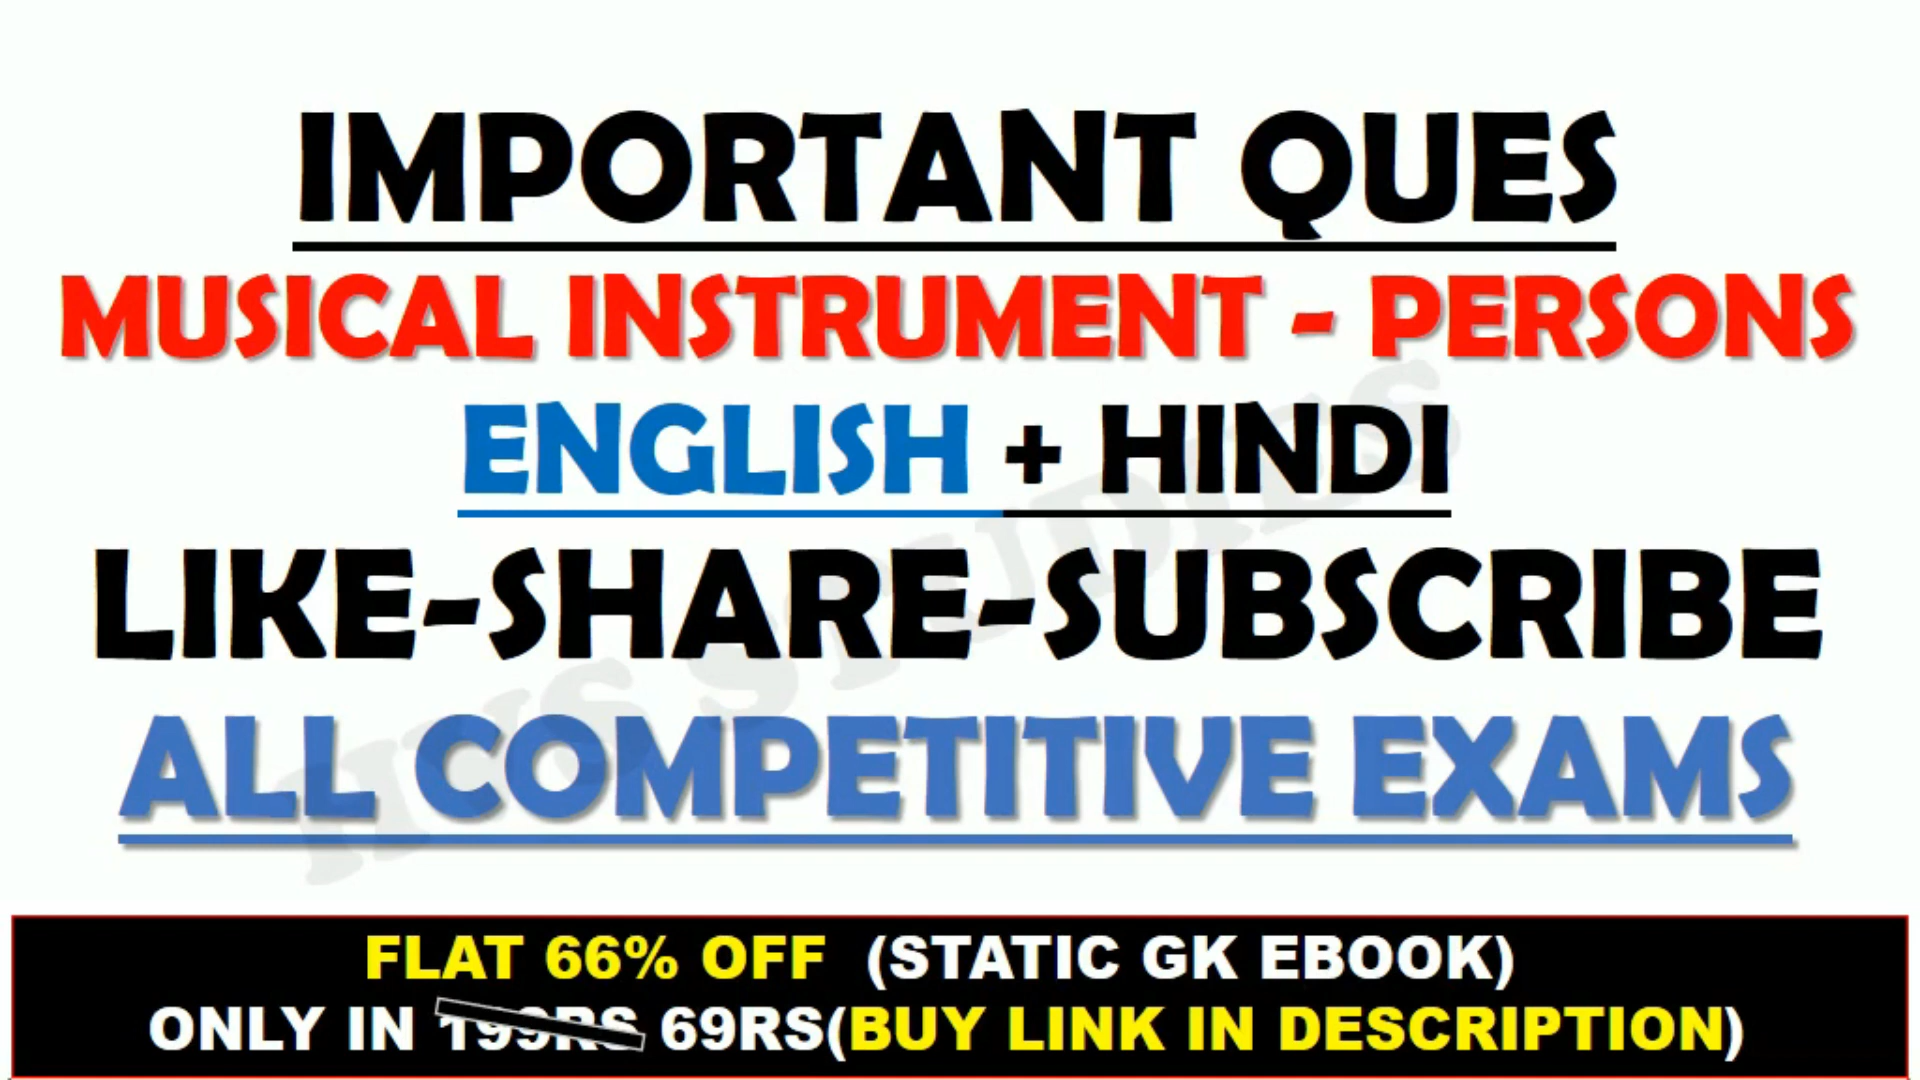 IMPORTANT QUES
MUSICAL INSTRUMENT - PERSONS
ENGLISH + HINDI
LIKE-SHARE-SUBSCRIBE
ALL COMPETITIVE EXAMS
FLAT 66% OFF (STATIC GK EBOOK)
ONLY IN 199RS 69RS(BUY LINK IN DESCRIPTION)